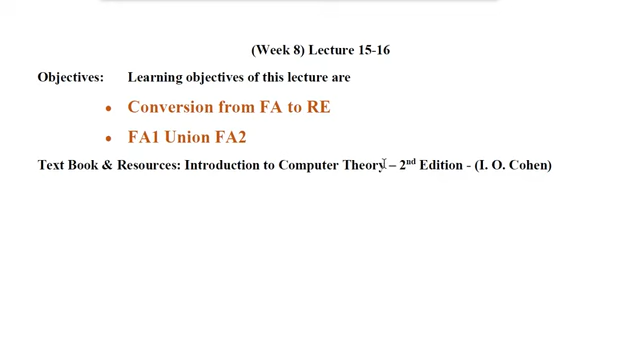 (Week 8) Lecture 15-16
Objectives: Learning objectives of this lecture are
• Conversion from FA to RE
• FA1 Union FA2
Text Book & Resources: Introduction to Computer Theory – 2nd Edition - (I. O. Cohen)